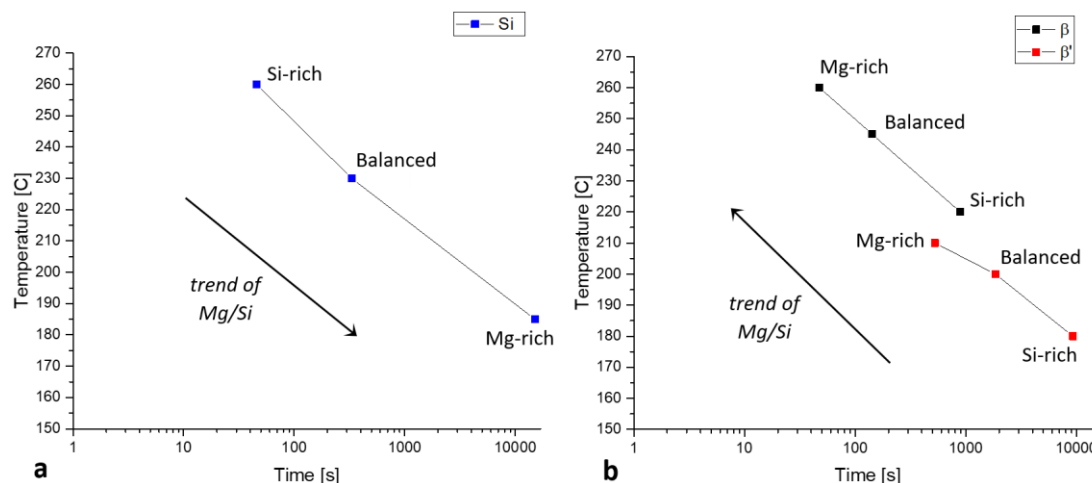 Si
270
260
250
240
230
220
210
200
190
180
170
160
150
Temperature [C]
Si-rich
Balanced
Mg-rich
trend of
Mg/Si
1
10
100
1000
10000
Time [s]
a
β
β'
270
260
250
240
230
220
210
200
190
180
170
160
150
Temperature [C]
Mg-rich
Balanced
Si-rich
Mg-rich
Balanced
Si-rich
trend of
Mg/Si
1
10
100
1000
10000
Time [s]
b